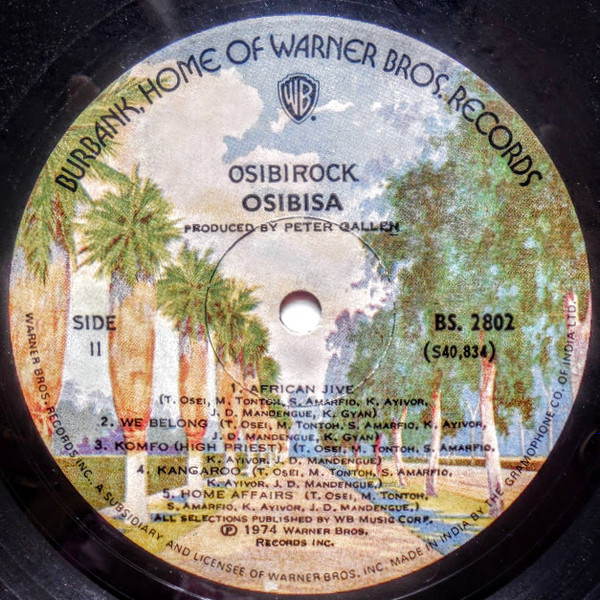 BURBANK, HOME OF WARNER BROS. RECORDS
WB
OSIBIROCK
OSIBISA
PRODUCED BY PETER GALLEN
SIDE
II
BS. 2802
(S40,834)
1. AFRICAN JIVE
(T. OSEI, M. TONTOH, S. AMARFIO, K. AYIVOR,
J. D. MANDENGUE, K. GYAN)
2. WE BELONG (T. OSEI, M. TONTOH, S. AMARFIO, K. AYIVOR,
J. D. MANDENGUE, K. GYAN)
3. KOMFO (HIGH PRIEST) (T. OSEI, M. TONTOH, S. AMARFIO,
K. AYIVOR, J. D. MANDENGUE)
4. KANGAROO (T. OSEI, M. TONTOH, S. AMARFIO,
K. AYIVOR, J. D. MANDENGUE,)
5. HOME AFFAIRS (T. OSEI, M. TONTOH,
S. AMARFIO, K. AYIVOR, J. D. MANDENGUE.)
ALL SELECTIONS PUBLISHED BY WB MUSIC CORP.
Ⓟ 1974 WARNER BROS.
RECORDS INC.
WARNER BROS. RECORDS INC. A SUBSIDIARY AND LICENSEE OF WARNER BROS. INC. MADE IN INDIA BY THE GRAMOPHONE CO. OF INDIA LTD.